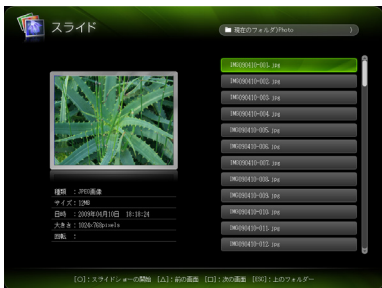 スライド
現在のフォルダ)Photo )
IMG090410-001.jpg
IMG090410-002.jpg
IMG090410-003.jpg
IMG090410-004.jpg
IMG090410-005.jpg
IMG090410-006.jpg
IMG090410-007.jpg
IMG090410-008.jpg
IMG090410-009.jpg
IMG090410-010.jpg
IMG090410-011.jpg
IMG090410-012.jpg
種類 :JPEG画像
サイズ:12MB
日時 :2009年04月10日 18:18:24
大きさ:1024×768pixels
回転 :
[○]:スライドショーの開始 [△]:前の画面 [□]:次の画面 [ESC]:上のフォルダー